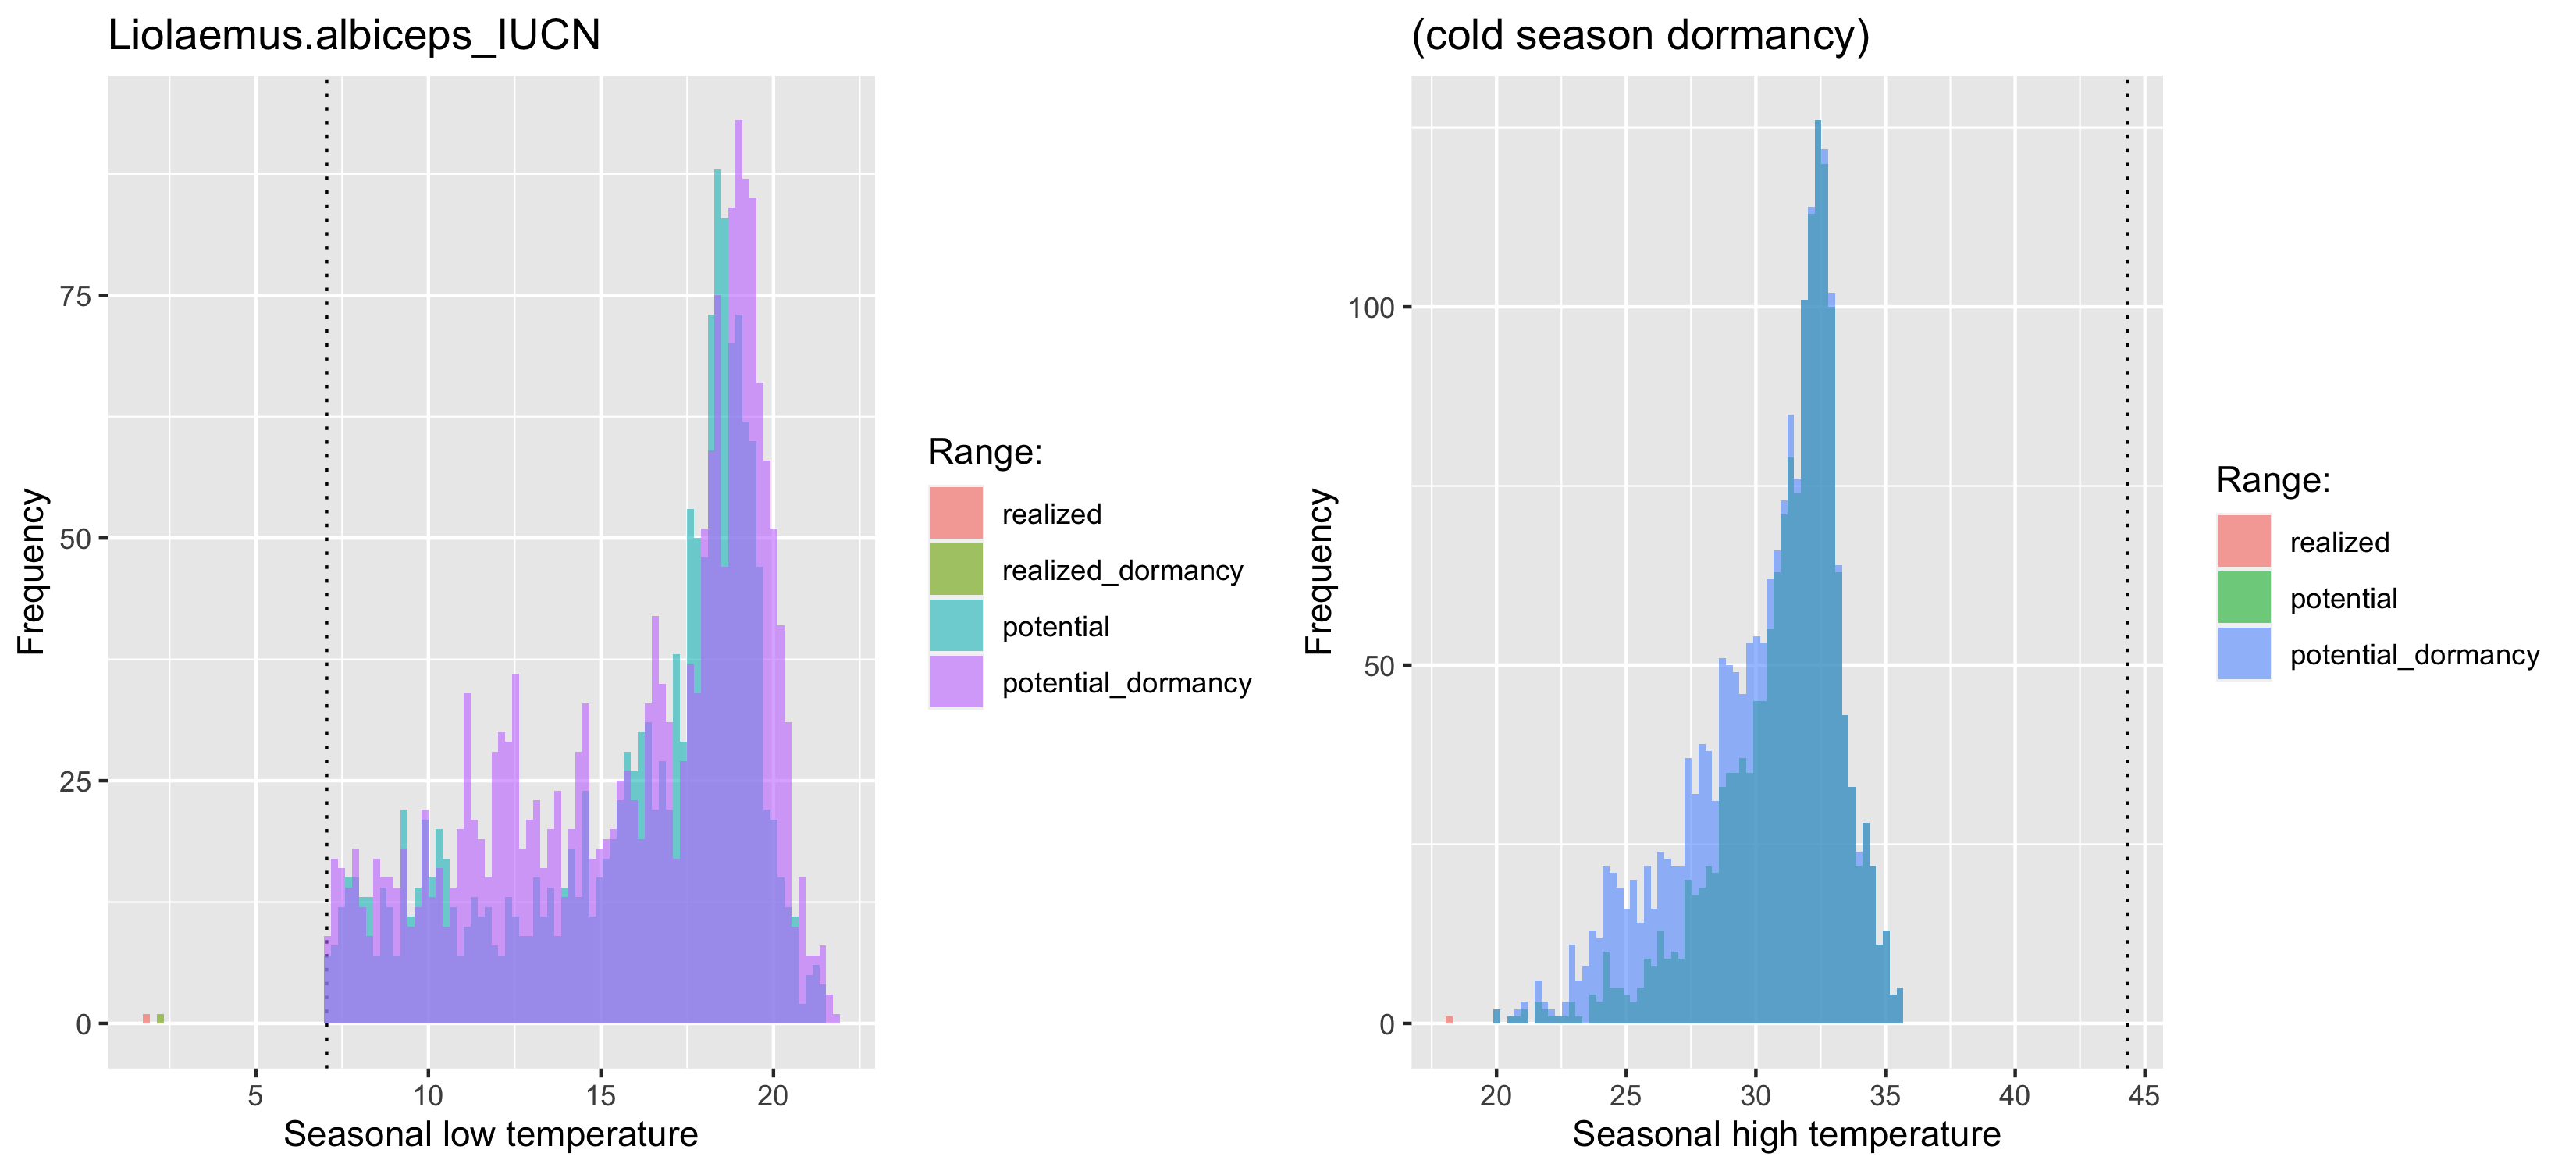 Liolaemus.albiceps_IUCN
Frequency
75
50
25
0
5 10 15 20
Seasonal low temperature
Range:
realized
realized_dormancy
potential
potential_dormancy
(cold season dormancy)
Frequency
100
50
0
20 25 30 35 40 45
Seasonal high temperature
Range:
realized
potential
potential_dormancy